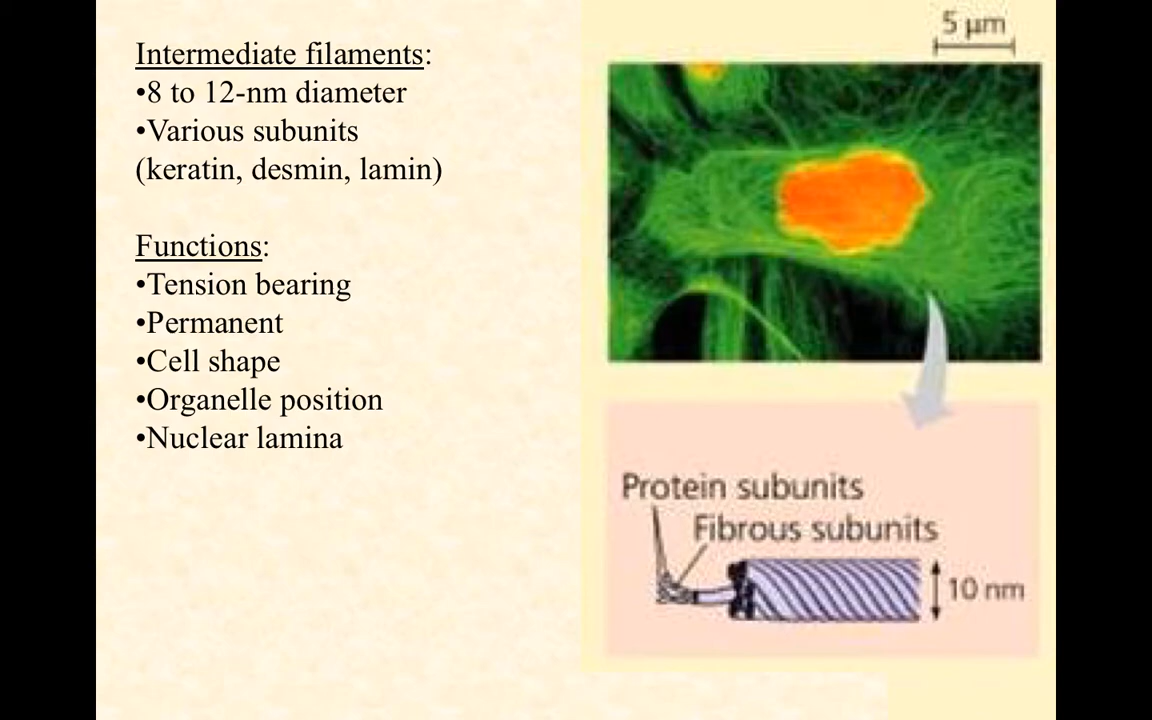 Intermediate filaments:
•8 to 12-nm diameter
•Various subunits
(keratin, desmin, lamin)
Functions:
•Tension bearing
•Permanent
•Cell shape
•Organelle position
•Nuclear lamina
5 µm
Protein subunits
Fibrous subunits
10 nm